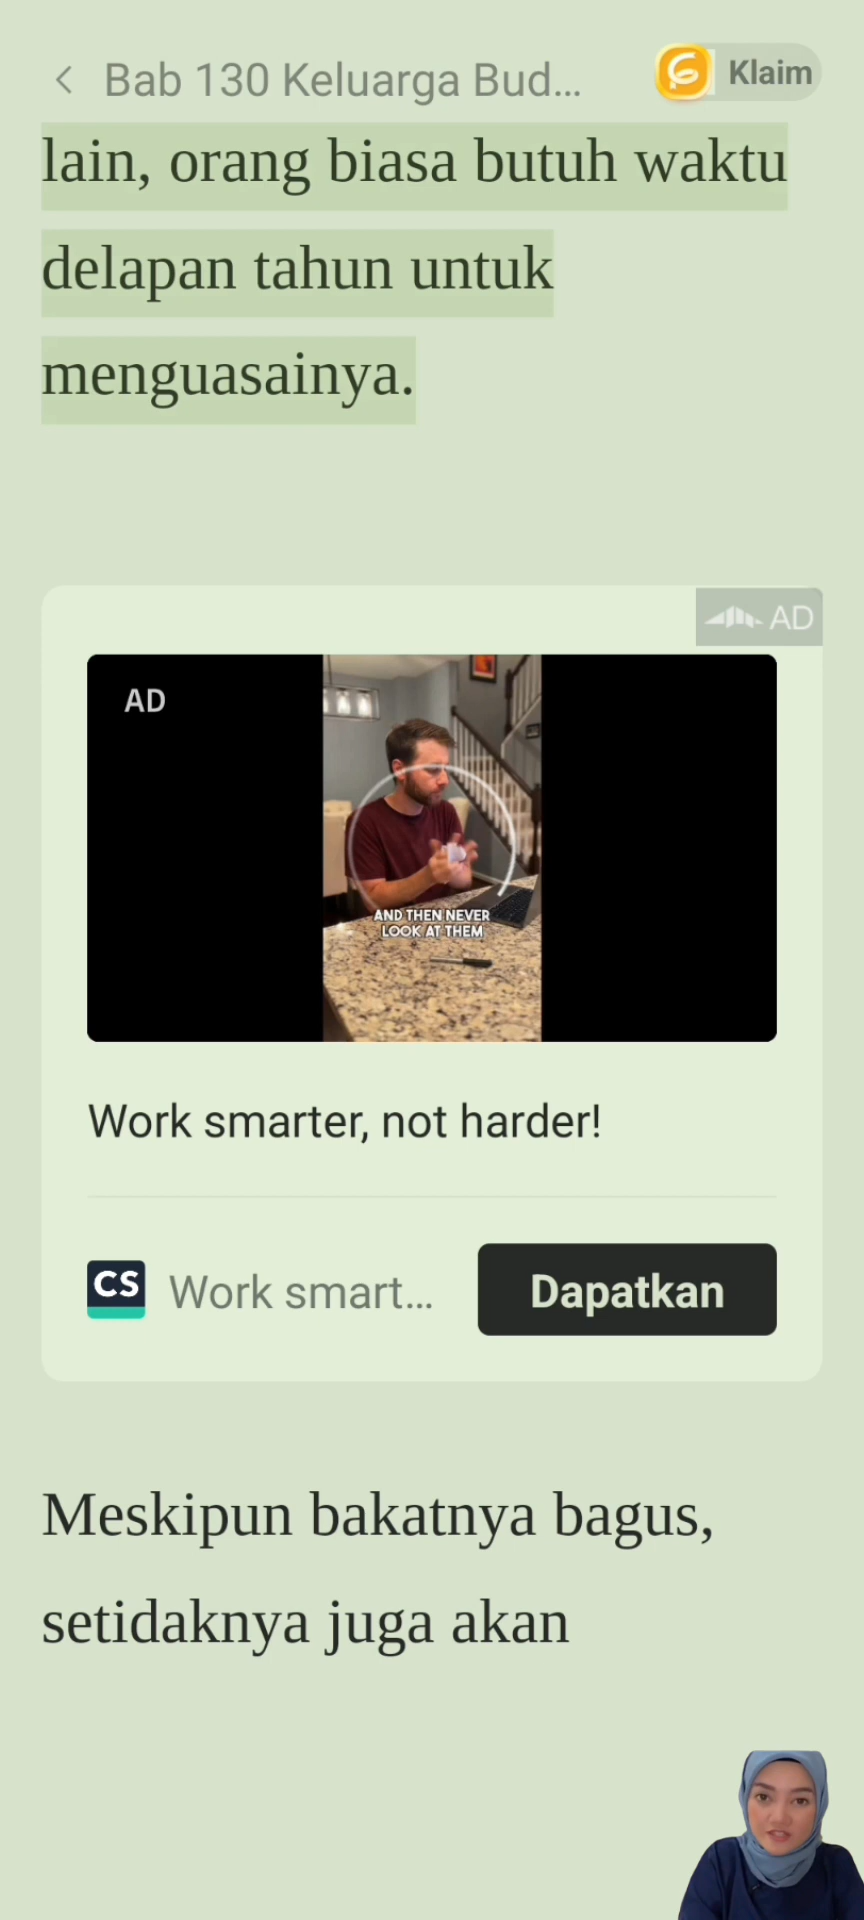 Bab 130 Keluarga Bud...
Klaim
lain, orang biasa butuh waktu
delapan tahun untuk
menguasainya.
AD
AD
AND THEN NEVER
LOOK AT THEM
Work smarter, not harder!
CS
Work smart...
Dapatkan
Meskipun bakatnya bagus,
setidaknya juga akan